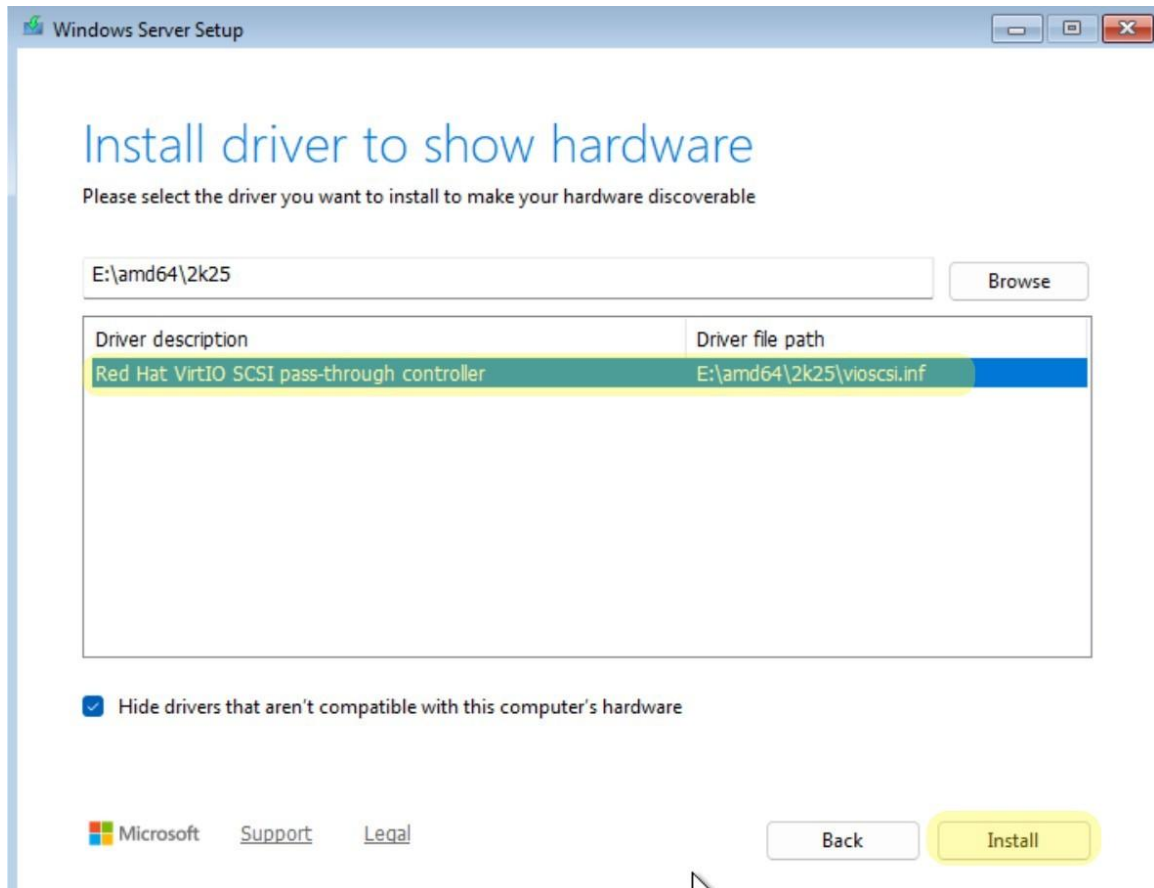 Windows Server Setup
Install driver to show hardware
Please select the driver you want to install to make your hardware discoverable
E:\amd64\2k25
Browse
Driver description Driver file path
Red Hat VirtIO SCSI pass-through controller E:\amd64\2k25\vioscsi.inf
Hide drivers that aren't compatible with this computer's hardware
Microsoft Support Legal Back Install